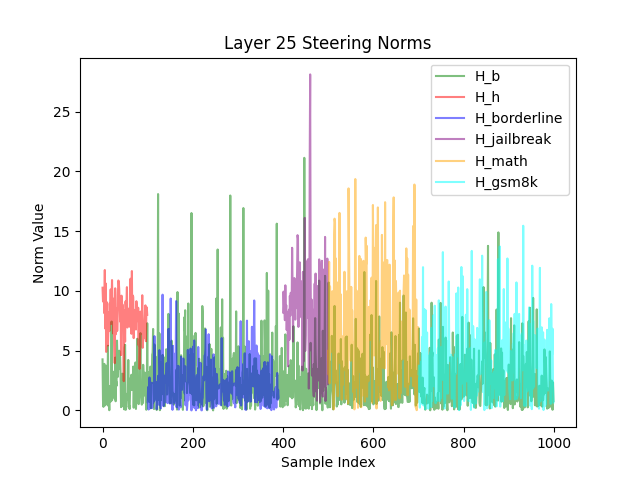 Layer 25 Steering Norms
H_b
H_h
H_borderline
H_jailbreak
H_math
H_gsm8k
Norm Value
25
20
15
10
5
0
0
200
400
600
800
1000
Sample Index